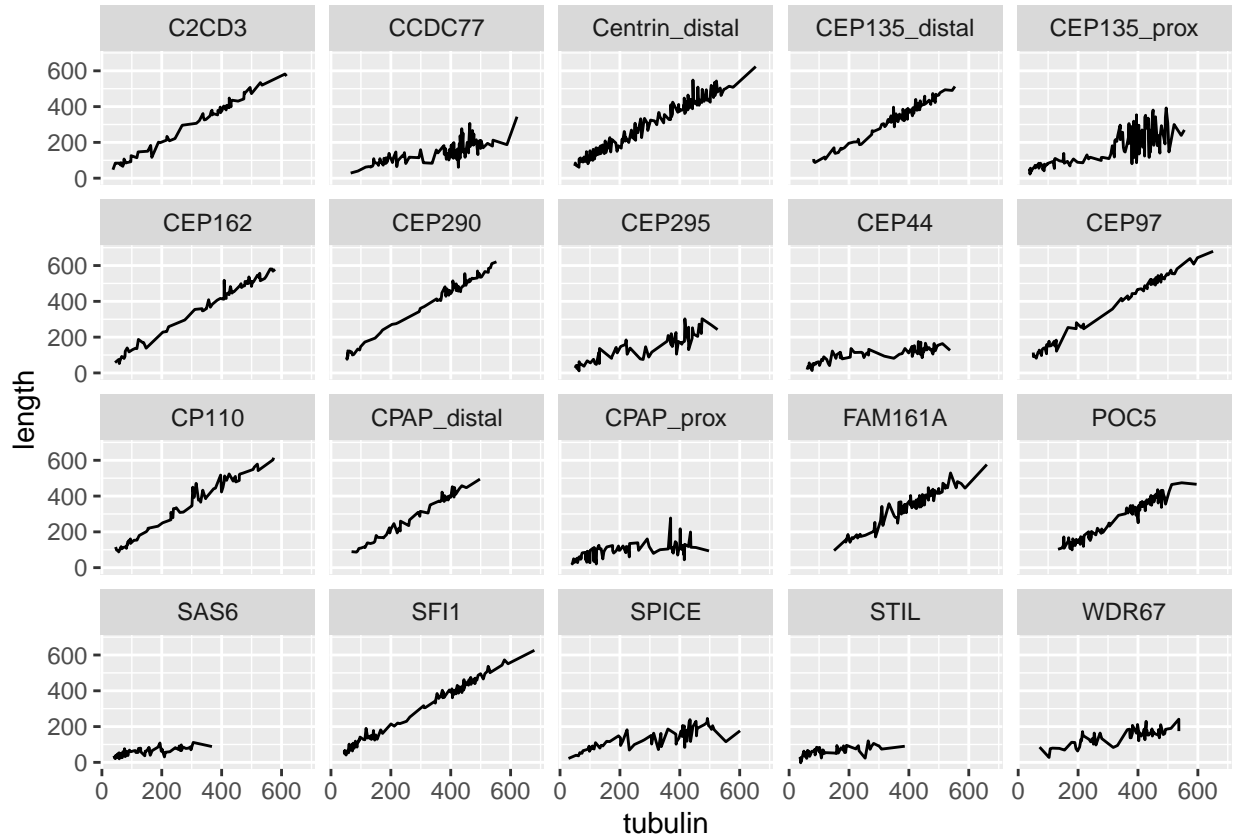 C2CD3 CCDC77 Centrin_distal CEP135_distal CEP135_prox
600
400
200
0
CEP162 CEP290 CEP295 CEP44 CEP97
600
400
200
0
length
CP110 CPAP_distal CPAP_prox FAM161A POC5
600
400
200
0
SAS6 SFI1 SPICE STIL WDR67
600
400
200
0
0 200 400 600 0 200 400 600 0 200 400 600 0 200 400 600 0 200 400 600
tubulin